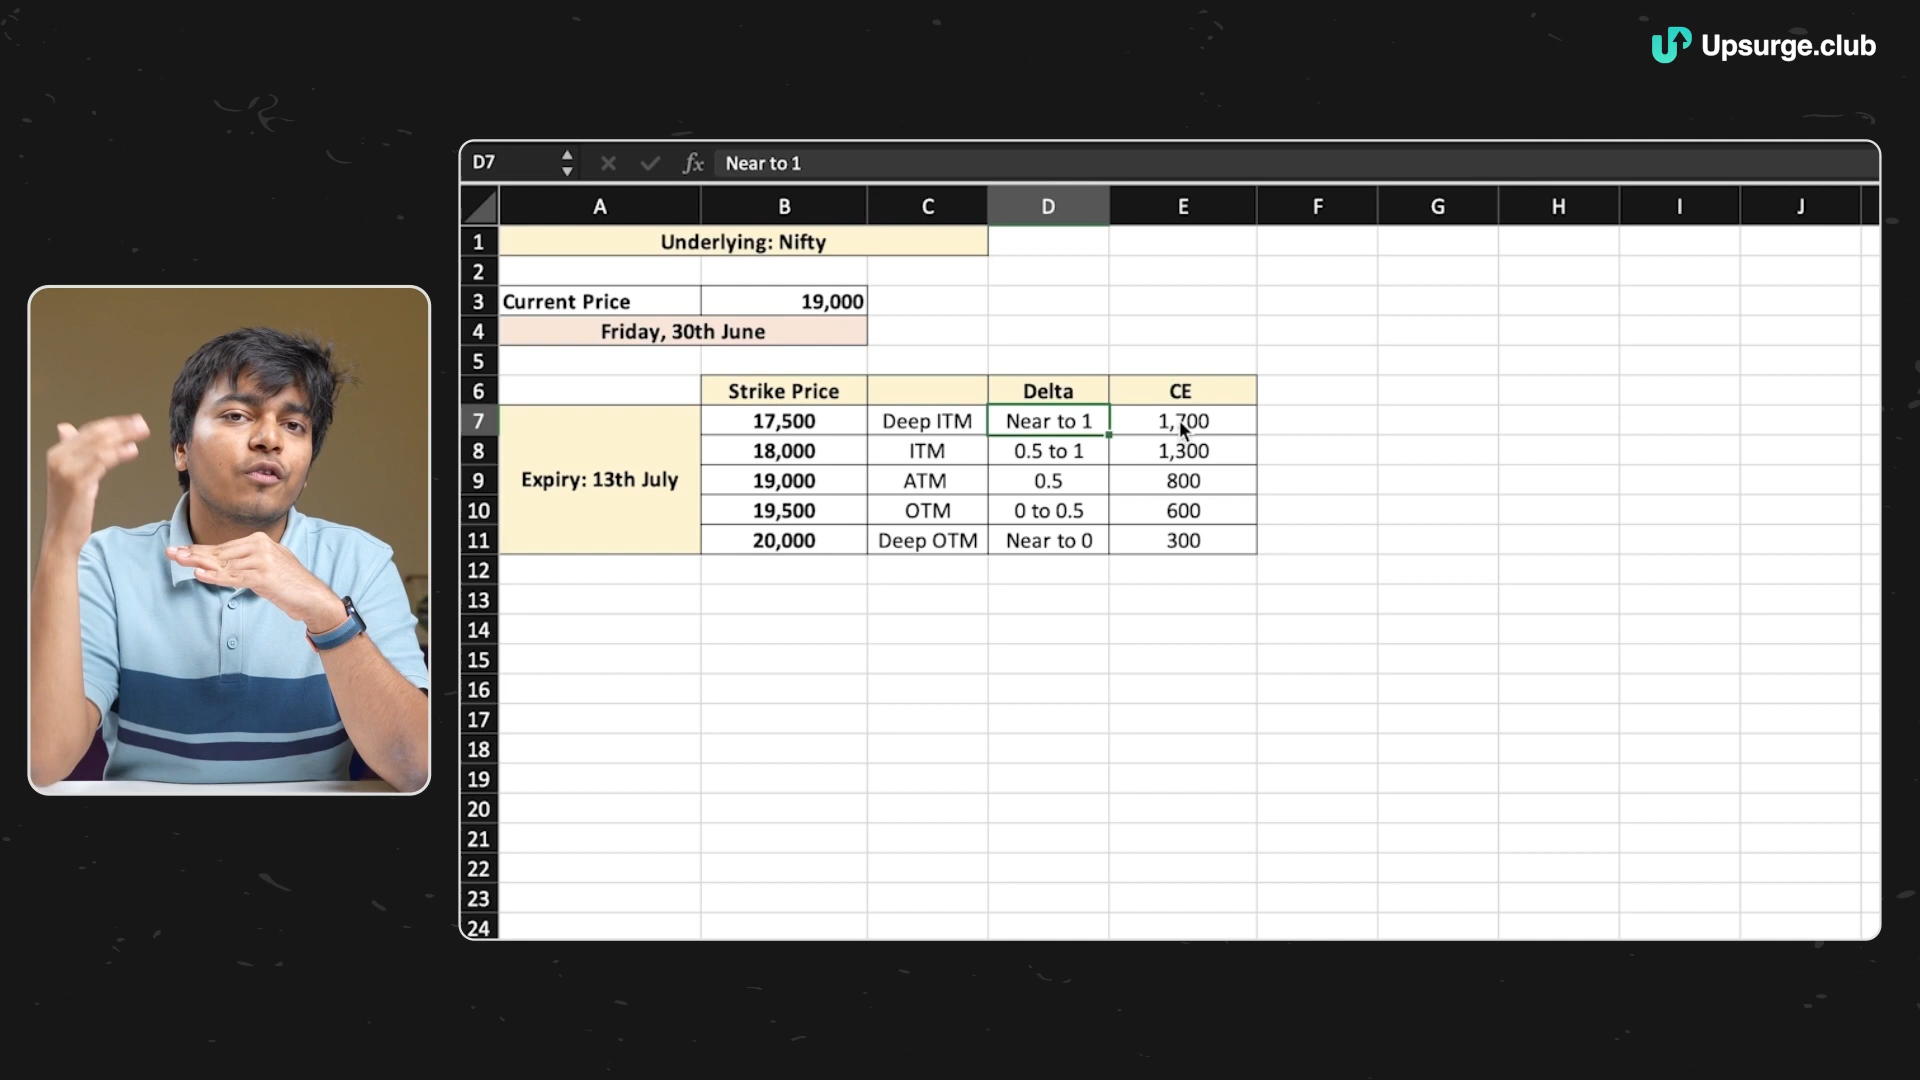 Upsurge.club
D7 fx Near to 1
A B C D E F G H I J
1 Underlying: Nifty
2
3 Current Price 19,000
4 Friday, 30th June
5
6 Strike Price Delta CE
7 17,500 Deep ITM Near to 1 1,700
8 18,000 ITM 0.5 to 1 1,300
9 Expiry: 13th July 19,000 ATM 0.5 800
10 19,500 OTM 0 to 0.5 600
11 20,000 Deep OTM Near to 0 300
12
13
14
15
16
17
18
19
20
21
22
23
24